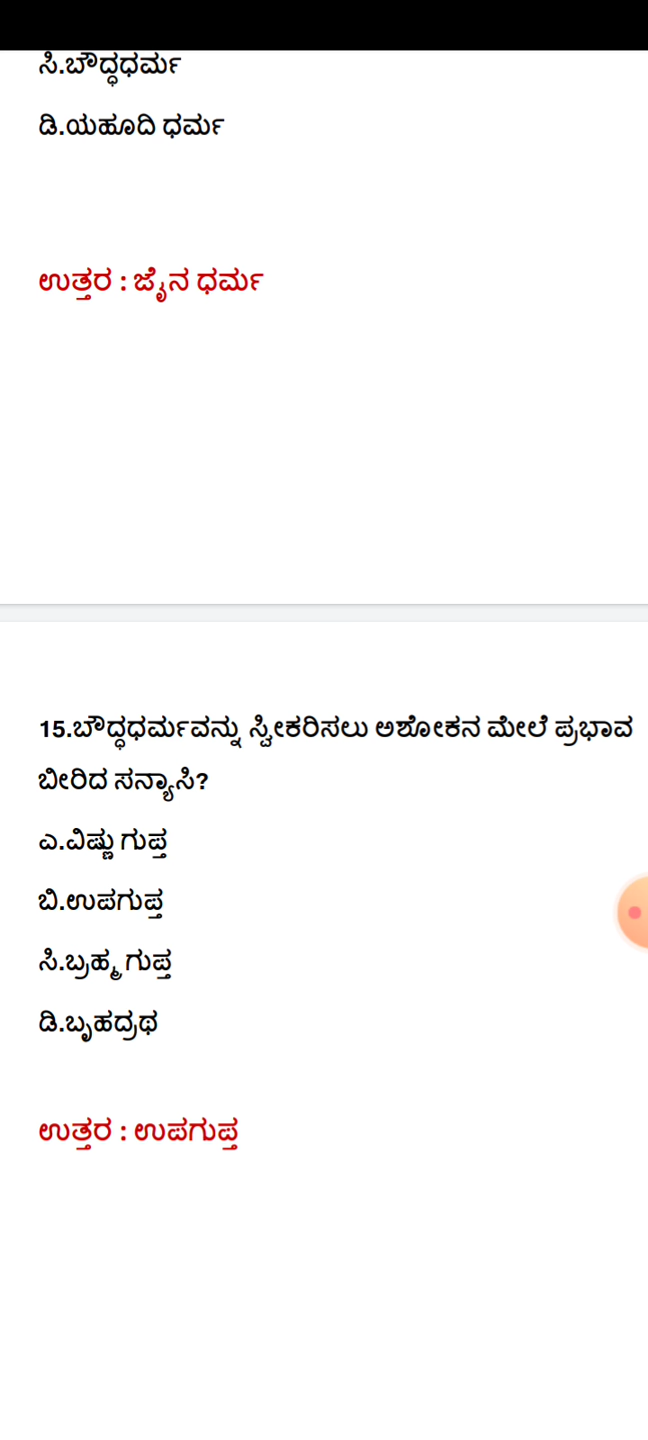 ಸಿ.ಬೌದ್ಧಧರ್ಮ
ಡಿ.ಯಹೂದಿ ಧರ್ಮ
ಉತ್ತರ : ಜೈನ ಧರ್ಮ
15.ಬೌದ್ಧಧರ್ಮವನ್ನು ಸ್ವೀಕರಿಸಲು ಅಶೋಕನ ಮೇಲೆ ಪ್ರಭಾವ
ಬೀರಿದ ಸನ್ಯಾಸಿ?
ಎ.ವಿಷ್ಣು ಗುಪ್ತ
ಬಿ.ಉಪಗುಪ್ತ
ಸಿ.ಬ್ರಹ್ಮ ಗುಪ್ತ
ಡಿ.ಬೃಹದ್ರಥ
ಉತ್ತರ : ಉಪಗುಪ್ತ